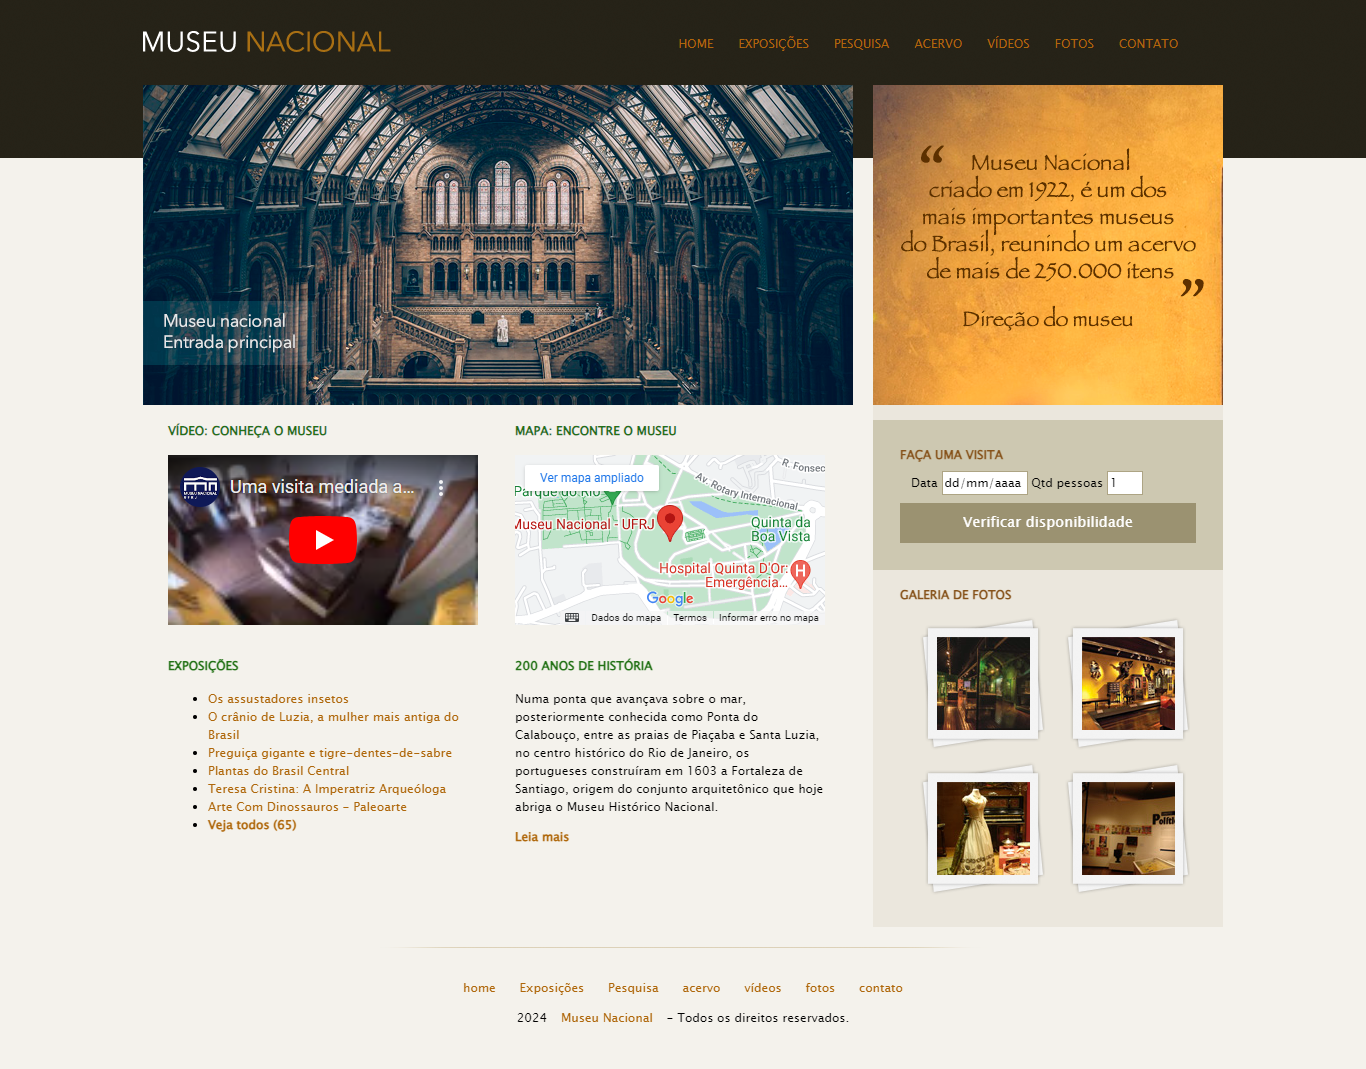 MUSEU NACIONAL
HOME EXPOSIÇÕES PESQUISA ACERVO VÍDEOS FOTOS CONTATO
Museu nacional
Entrada principal
“ Museu Nacional
criado em 1922, é um dos
mais importantes museus
do Brasil, reunindo um acervo
de mais de 250.000 itens ”
Direção do museu
VÍDEO: CONHEÇA O MUSEU
MUSEU NACIONAL
UFRJ
Uma visita mediada a...
MAPA: ENCONTRE O MUSEU
Ver mapa ampliado
R. Fonsec
Av. Rotary Internacional
Parque do Rio
Museu Nacional - UFRJ
Quinta da
Boa Vista
Hospital Quinta D'Or:
Emergência...
H
Google
Dados do mapa Termos Informar erro no mapa
FAÇA UMA VISITA
Data dd/mm/aaaa Qtd pessoas 1
Verificar disponibilidade
GALERIA DE FOTOS
Polític
EXPOSIÇÕES
Os assustadores insetos
O crânio de Luzia, a mulher mais antiga do
Brasil
Preguiça gigante e tigre-dentes-de-sabre
Plantas do Brasil Central
Teresa Cristina: A Imperatriz Arqueóloga
Arte Com Dinossauros - Paleoarte
Veja todos (65)
200 ANOS DE HISTÓRIA
Numa ponta que avançava sobre o mar,
posteriormente conhecida como Ponta do
Calabouço, entre as praias de Piaçaba e Santa Luzia,
no centro histórico do Rio de Janeiro, os
portugueses construíram em 1603 a Fortaleza de
Santiago, origem do conjunto arquitetônico que hoje
abriga o Museu Histórico Nacional.
Leia mais
home Exposições Pesquisa acervo vídeos fotos contato
2024 Museu Nacional - Todos os direitos reservados.